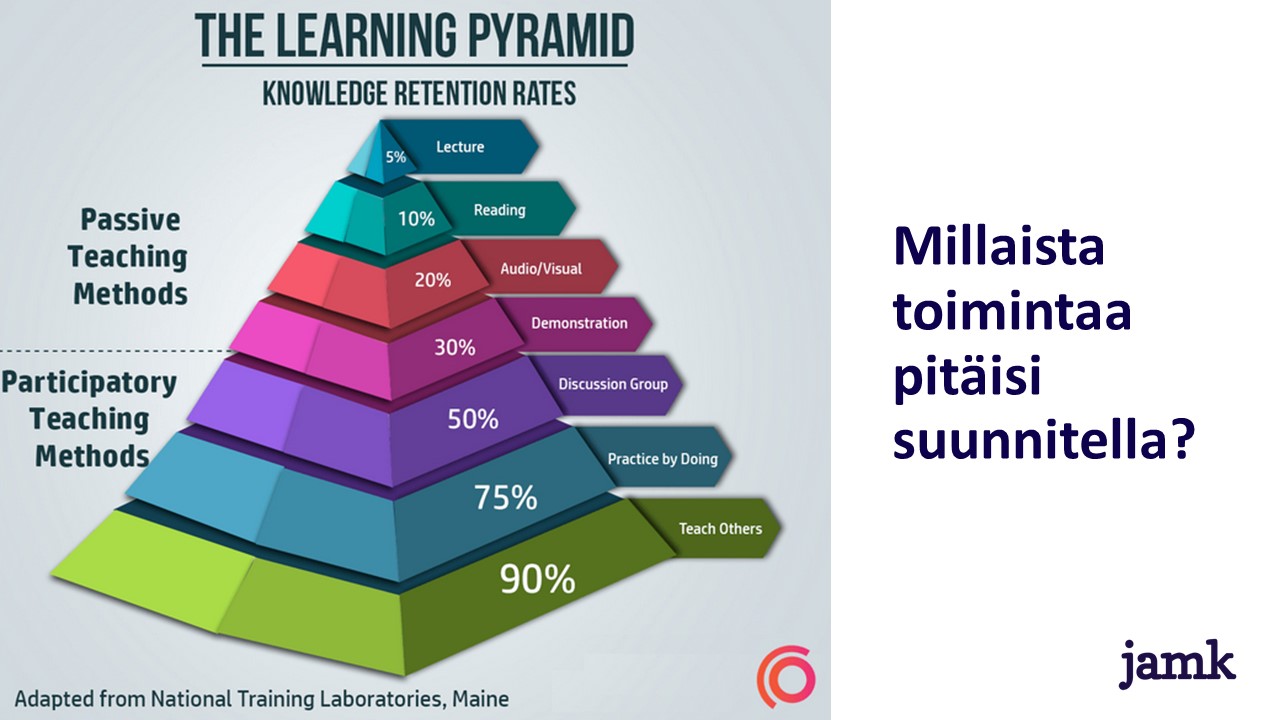 THE LEARNING PYRAMID
KNOWLEDGE RETENTION RATES
5%
Lecture
10%
Reading
Passive
Teaching
Methods
20%
Audio/Visual
30%
Demonstration
Participatory
Teaching
Methods
50%
Discussion Group
75%
Practice by Doing
90%
Teach Others
Adapted from National Training Laboratories, Maine
Millaista
toimintaa
pitäisi
suunnitella?
jamk